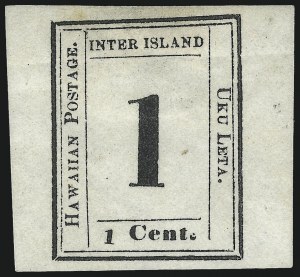 INTER ISLAND
HAWAIIAN POSTAGE.
1
UKU LETA.
1 Cent.